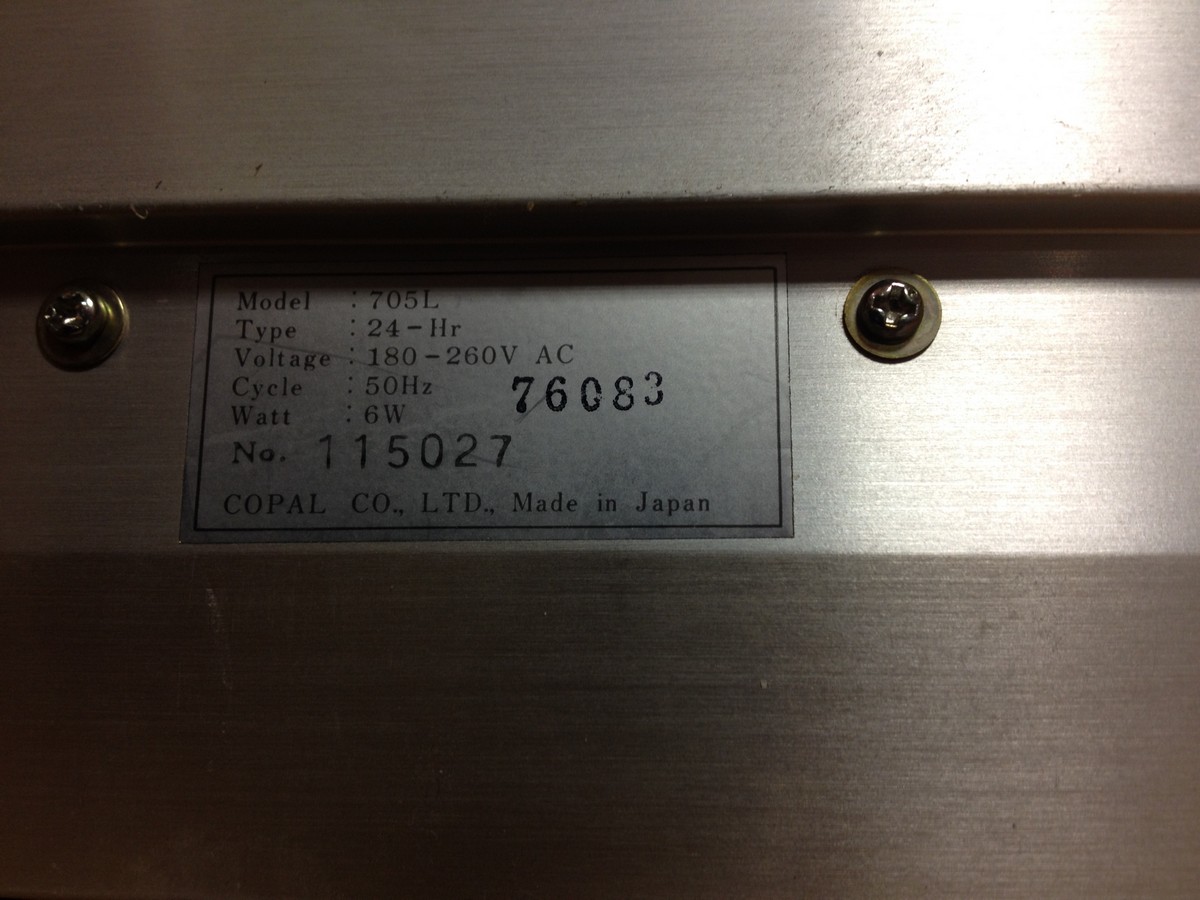 Model : 705L
Type : 24-Hr
Voltage : 180-260V AC
Cycle : 50Hz
76083
Watt : 6W
No. 115027
COPAL CO., LTD., Made in Japan